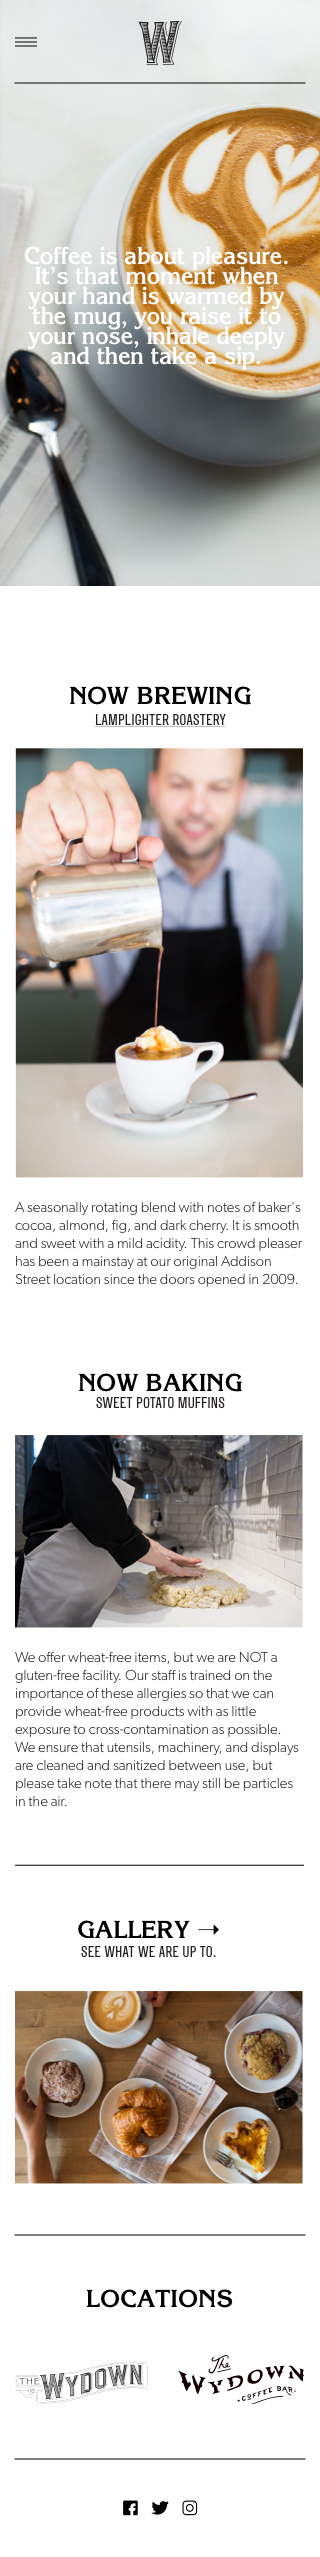 W
Coffee is about pleasure.
It's that moment when
your hand is warmed by
the mug, you raise it to
your nose, inhale deeply
and then take a sip.
NOW BREWING
LAMPLIGHTER ROASTERY
A seasonally rotating blend with notes of baker's
cocoa, almond, fig, and dark cherry. It is smooth
and sweet with a mild acidity. This crowd pleaser
has been a mainstay at our original Addison
Street location since the doors opened in 2009.
NOW BAKING
SWEET POTATO MUFFINS
We offer wheat-free items, but we are NOT a
gluten-free facility. Our staff is trained on the
importance of these allergies so that we can
provide wheat-free products with as little
exposure to cross-contamination as possible.
We ensure that utensils, machinery, and displays
are cleaned and sanitized between use, but
please take note that there may still be particles
in the air.
GALLERY →
SEE WHAT WE ARE UP TO.
LOCATIONS
THE WYDOWN
The
WYDOWN
·COFFEE BAR·